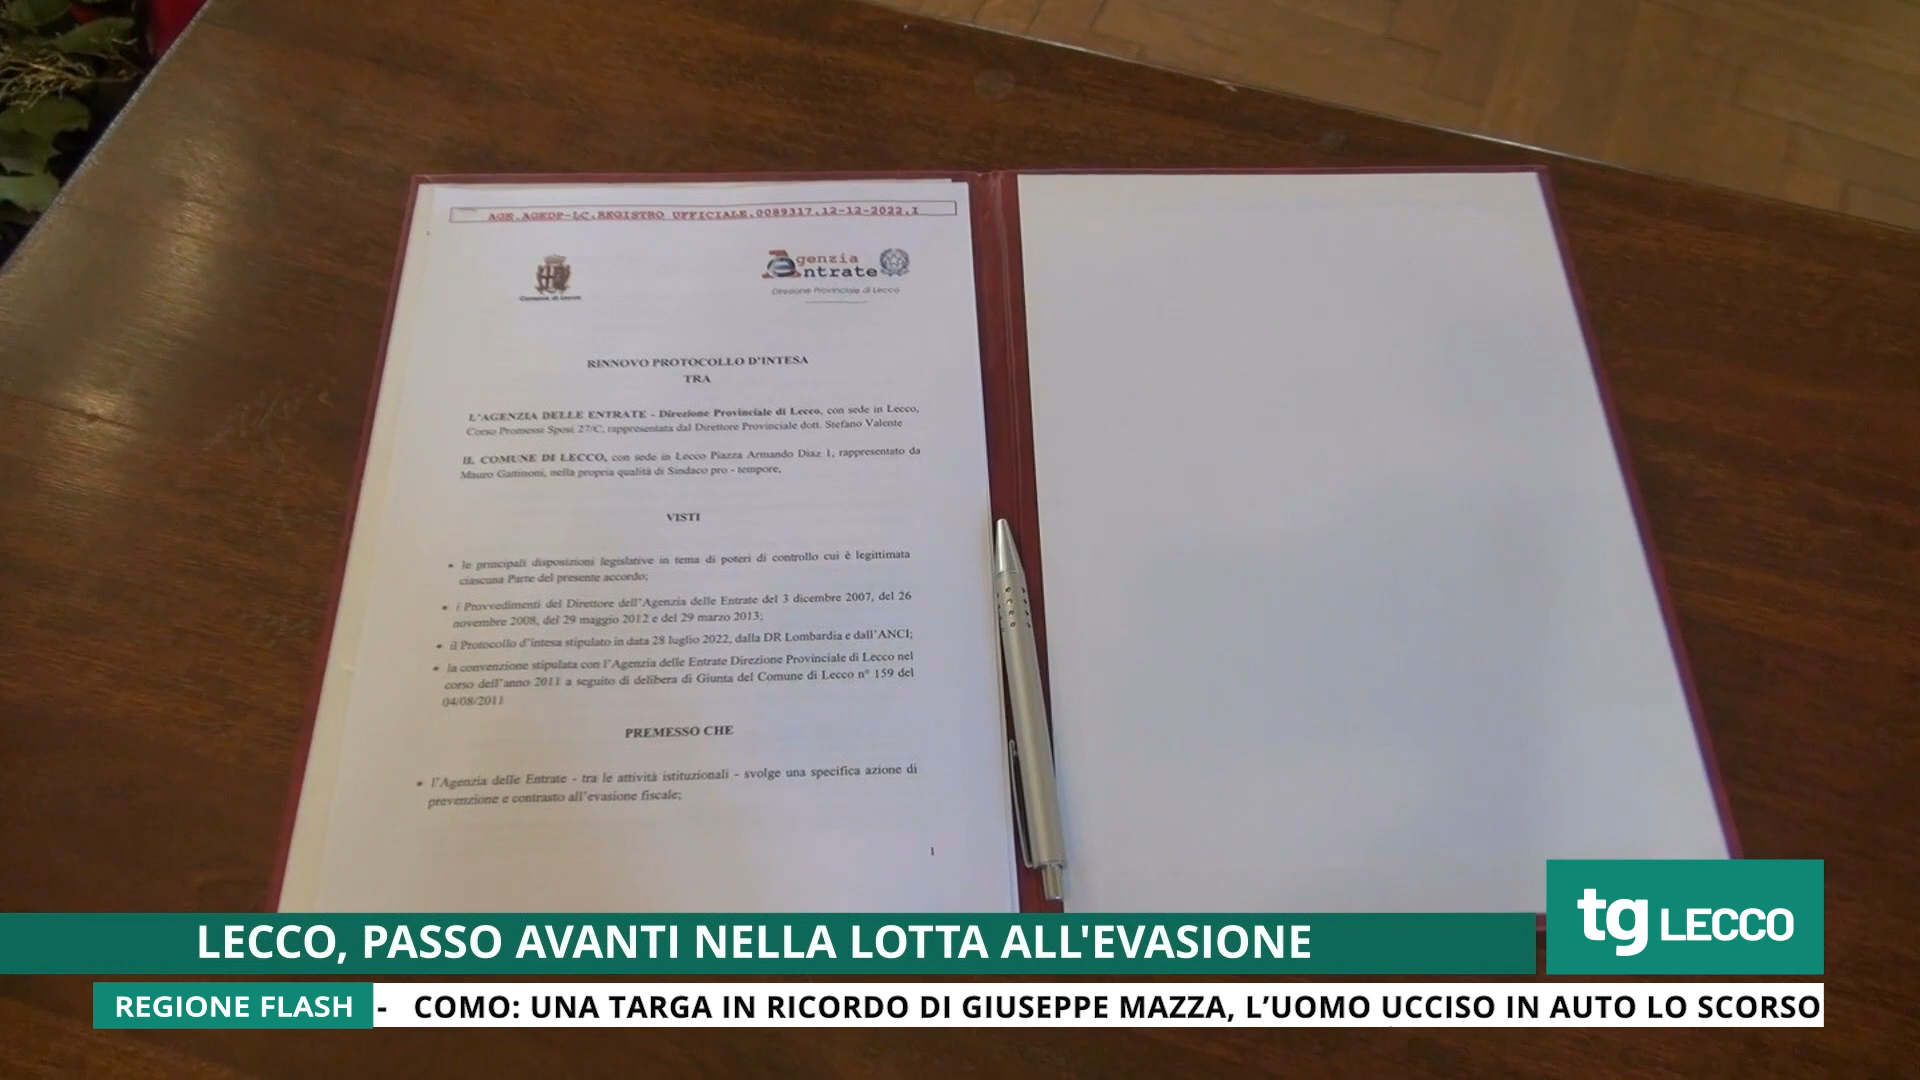 AGE.AGEDP-LC.REGISTRO UFFICIALE.0089317.12-12-2022.I
Comune di Lecco
Agenzia
Entrate
Direzione Provinciale di Lecco
RINNOVO PROTOCOLLO D'INTESA
TRA
L'AGENZIA DELLE ENTRATE - Direzione Provinciale di Lecco, con sede in Lecco,
Corso Promessi Sposi 27/C, rappresentata dal Direttore Provinciale dott. Stefano Valente
IL COMUNE DI LECCO, con sede in Lecco Piazza Armando Diaz 1, rappresentato da
Mauro Gattinoni, nella propria qualità di Sindaco pro - tempore,
VISTI
• le principali disposizioni legislative in tema di poteri di controllo cui è legittimata
ciascuna Parte del presente accordo;
• i Provvedimenti del Direttore dell'Agenzia delle Entrate del 3 dicembre 2007, del 26
novembre 2008, del 29 maggio 2012 e del 29 marzo 2013;
• il Protocollo d'intesa stipulato in data 28 luglio 2022, dalla DR Lombardia e dall'ANCI;
• la convenzione stipulata con l'Agenzia delle Entrate Direzione Provinciale di Lecco nel
corso dell'anno 2011 a seguito di delibera di Giunta del Comune di Lecco n° 159 del
04/08/2011
PREMESSO CHE
• l'Agenzia delle Entrate - tra le attività istituzionali - svolge una specifica azione di
prevenzione e contrasto all'evasione fiscale;
1
LECCO, PASSO AVANTI NELLA LOTTA ALL'EVASIONE
tg LECCO
REGIONE FLASH - COMO: UNA TARGA IN RICORDO DI GIUSEPPE MAZZA, L’UOMO UCCISO IN AUTO LO SCORSO